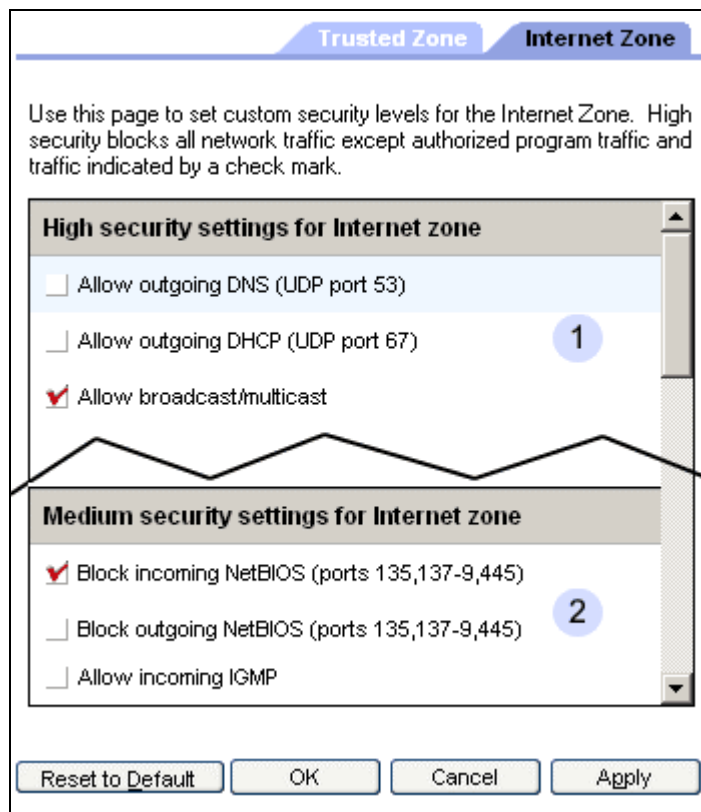 Trusted Zone
Internet Zone
Use this page to set custom security levels for the Internet Zone. High
security blocks all network traffic except authorized program traffic and
traffic indicated by a check mark.
High security settings for Internet zone
Allow outgoing DNS (UDP port 53)
Allow outgoing DHCP (UDP port 67)
1
Allow broadcast/multicast
Medium security settings for Internet zone
Block incoming NetBIOS (ports 135,137-9,445)
2
Block outgoing NetBIOS (ports 135,137-9,445)
Allow incoming IGMP
Reset to Default
OK
Cancel
Apply